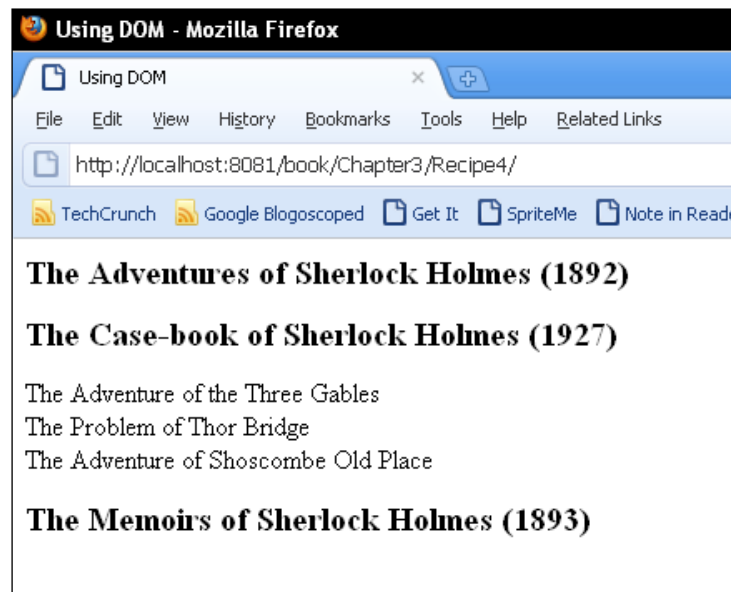 Using DOM - Mozilla Firefox
Using DOM
File Edit View History Bookmarks Tools Help Related Links
http://localhost:8081/book/Chapter3/Recipe4/
TechCrunch Google Blogoscoped Get It SpriteMe Note in Reade
The Adventures of Sherlock Holmes (1892)
The Case-book of Sherlock Holmes (1927)
The Adventure of the Three Gables
The Problem of Thor Bridge
The Adventure of Shoscombe Old Place
The Memoirs of Sherlock Holmes (1893)